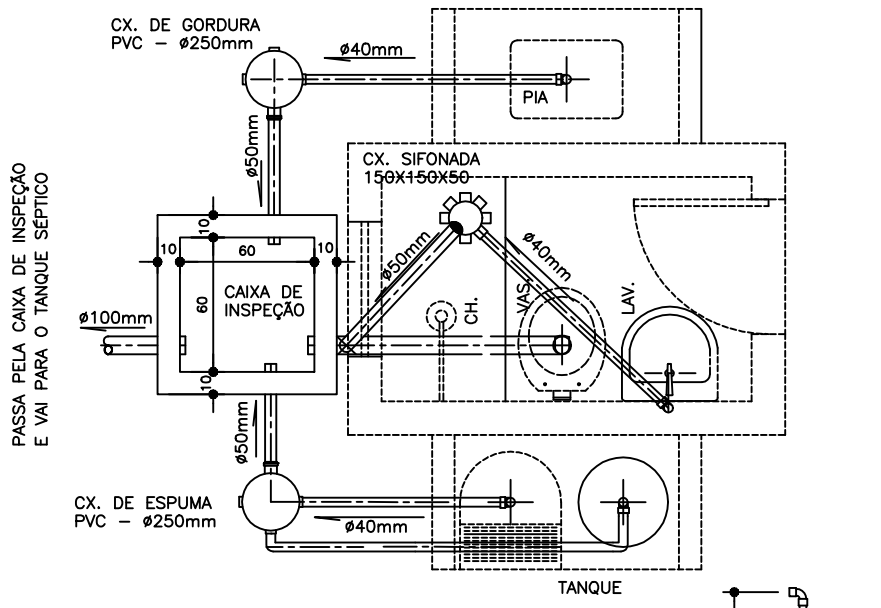 CX. DE GORDURA
PVC - ø250mm
ø40mm
PIA
ø50mm
CX. SIFONADA
150X150X50
PASSA PELA CAIXA DE INSPEÇÃO
E VAI PARA O TANQUE SÉPTICO
10
10
60
10
60
10
CAIXA DE
INSPEÇÃO
ø50mm
ø40mm
CH.
VAS.
LAV.
ø100mm
ø50mm
CX. DE ESPUMA
PVC - ø250mm
ø40mm
TANQUE